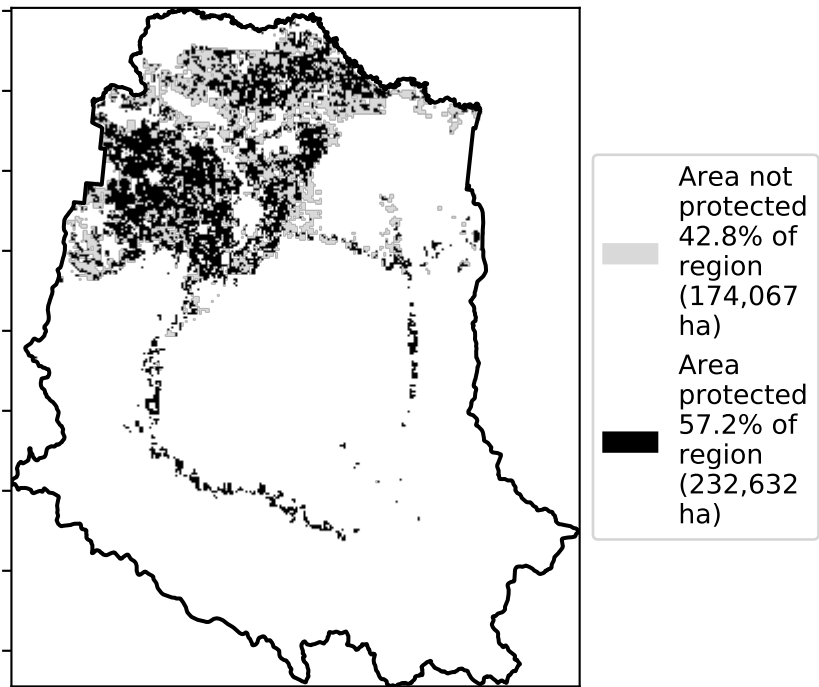 Area not
protected
42.8% of
region
(174,067
ha)
Area
protected
57.2% of
region
(232,632
ha)